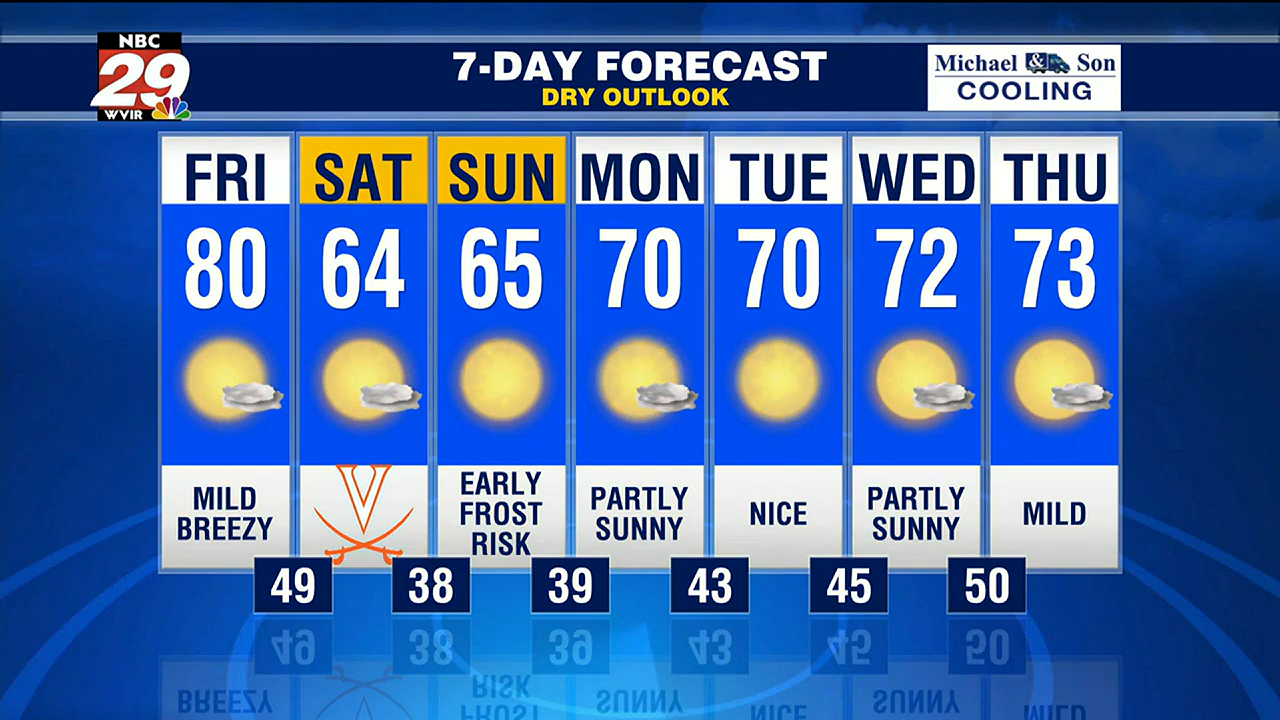 NBC
29
WVIR
7-DAY FORECAST
DRY OUTLOOK
Michael & Son
COOLING
FRI SAT SUN MON TUE WED THU
80 64 65 70 70 72 73
MILD
BREEZY
V
EARLY
FROST
RISK
PARTLY
SUNNY
NICE
PARTLY
SUNNY
MILD
49 38 39 43 45 50